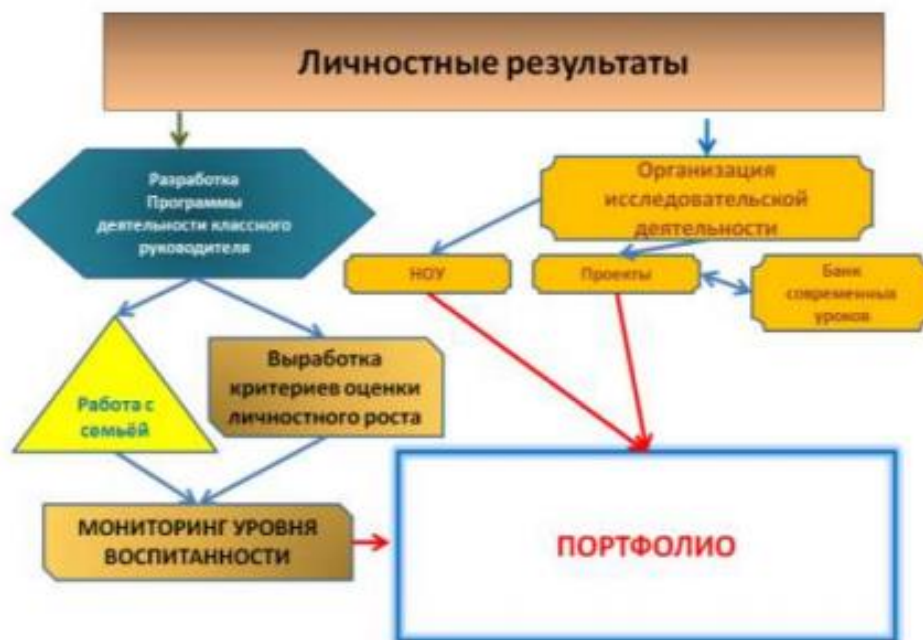 Личностные результаты
Разработка
Программы
деятельности классного
руководителя
Организация
исследовательской
деятельности
НОУ
Проекты
Банк
современных
уроков
Работа с
семьёй
Выработка
критериев оценки
личностного роста
МОНИТОРИНГ УРОВНЯ
ВОСПИТАННОСТИ
ПОРТФОЛИО